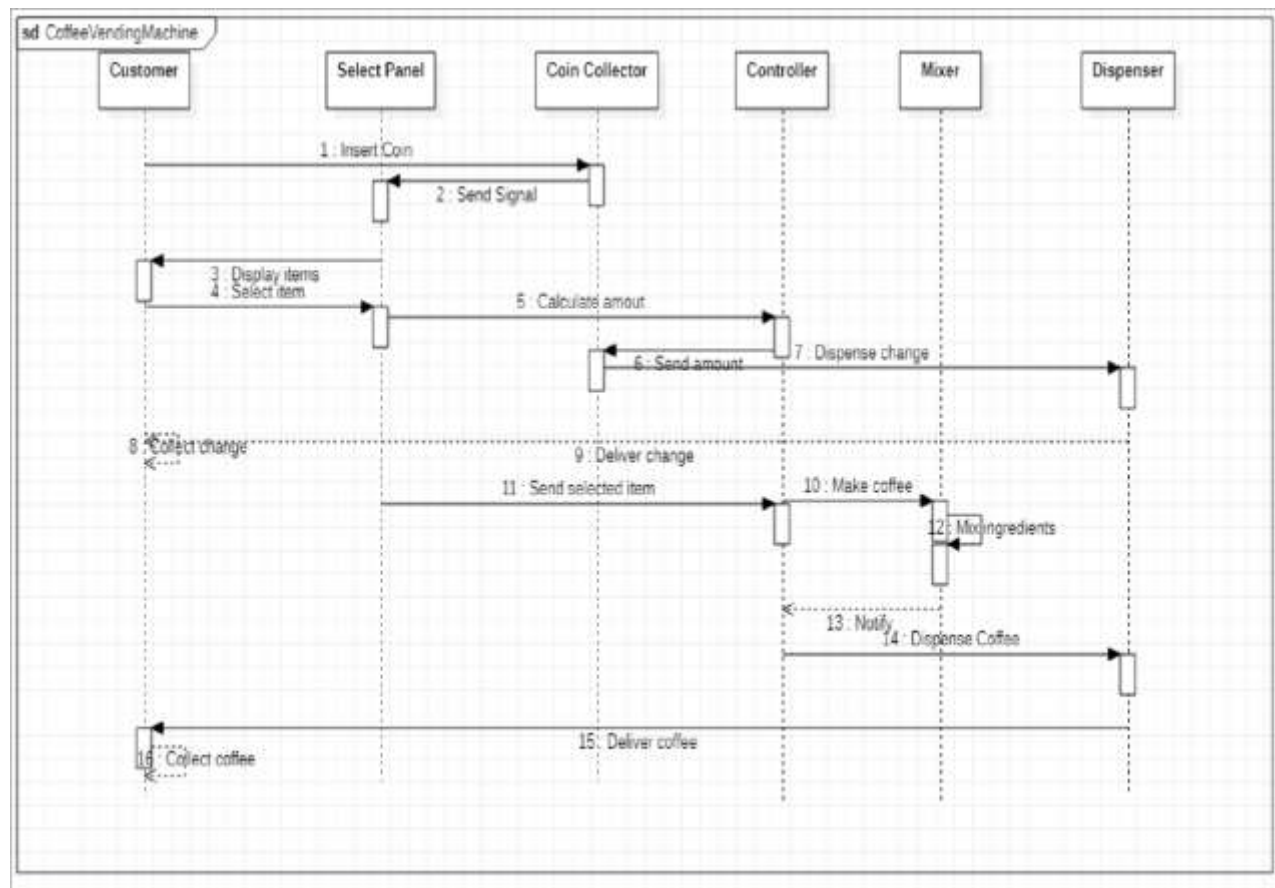 sd CoffeeVendingMachine
Customer
Select Panel
Coin Collector
Controller
Mixer
Dispenser
1 : Insert Coin
2 : Send Signal
3 : Display items
4 : Select item
5 : Calculate amout
6 : Send amount
7 : Dispense change
8 : Collect change
9 : Deliver change
11 : Send selected item
10 : Make coffee
12 : Mix ingredients
13 : Notify
14 : Dispense Coffee
15 : Deliver coffee
16 : Collect coffee